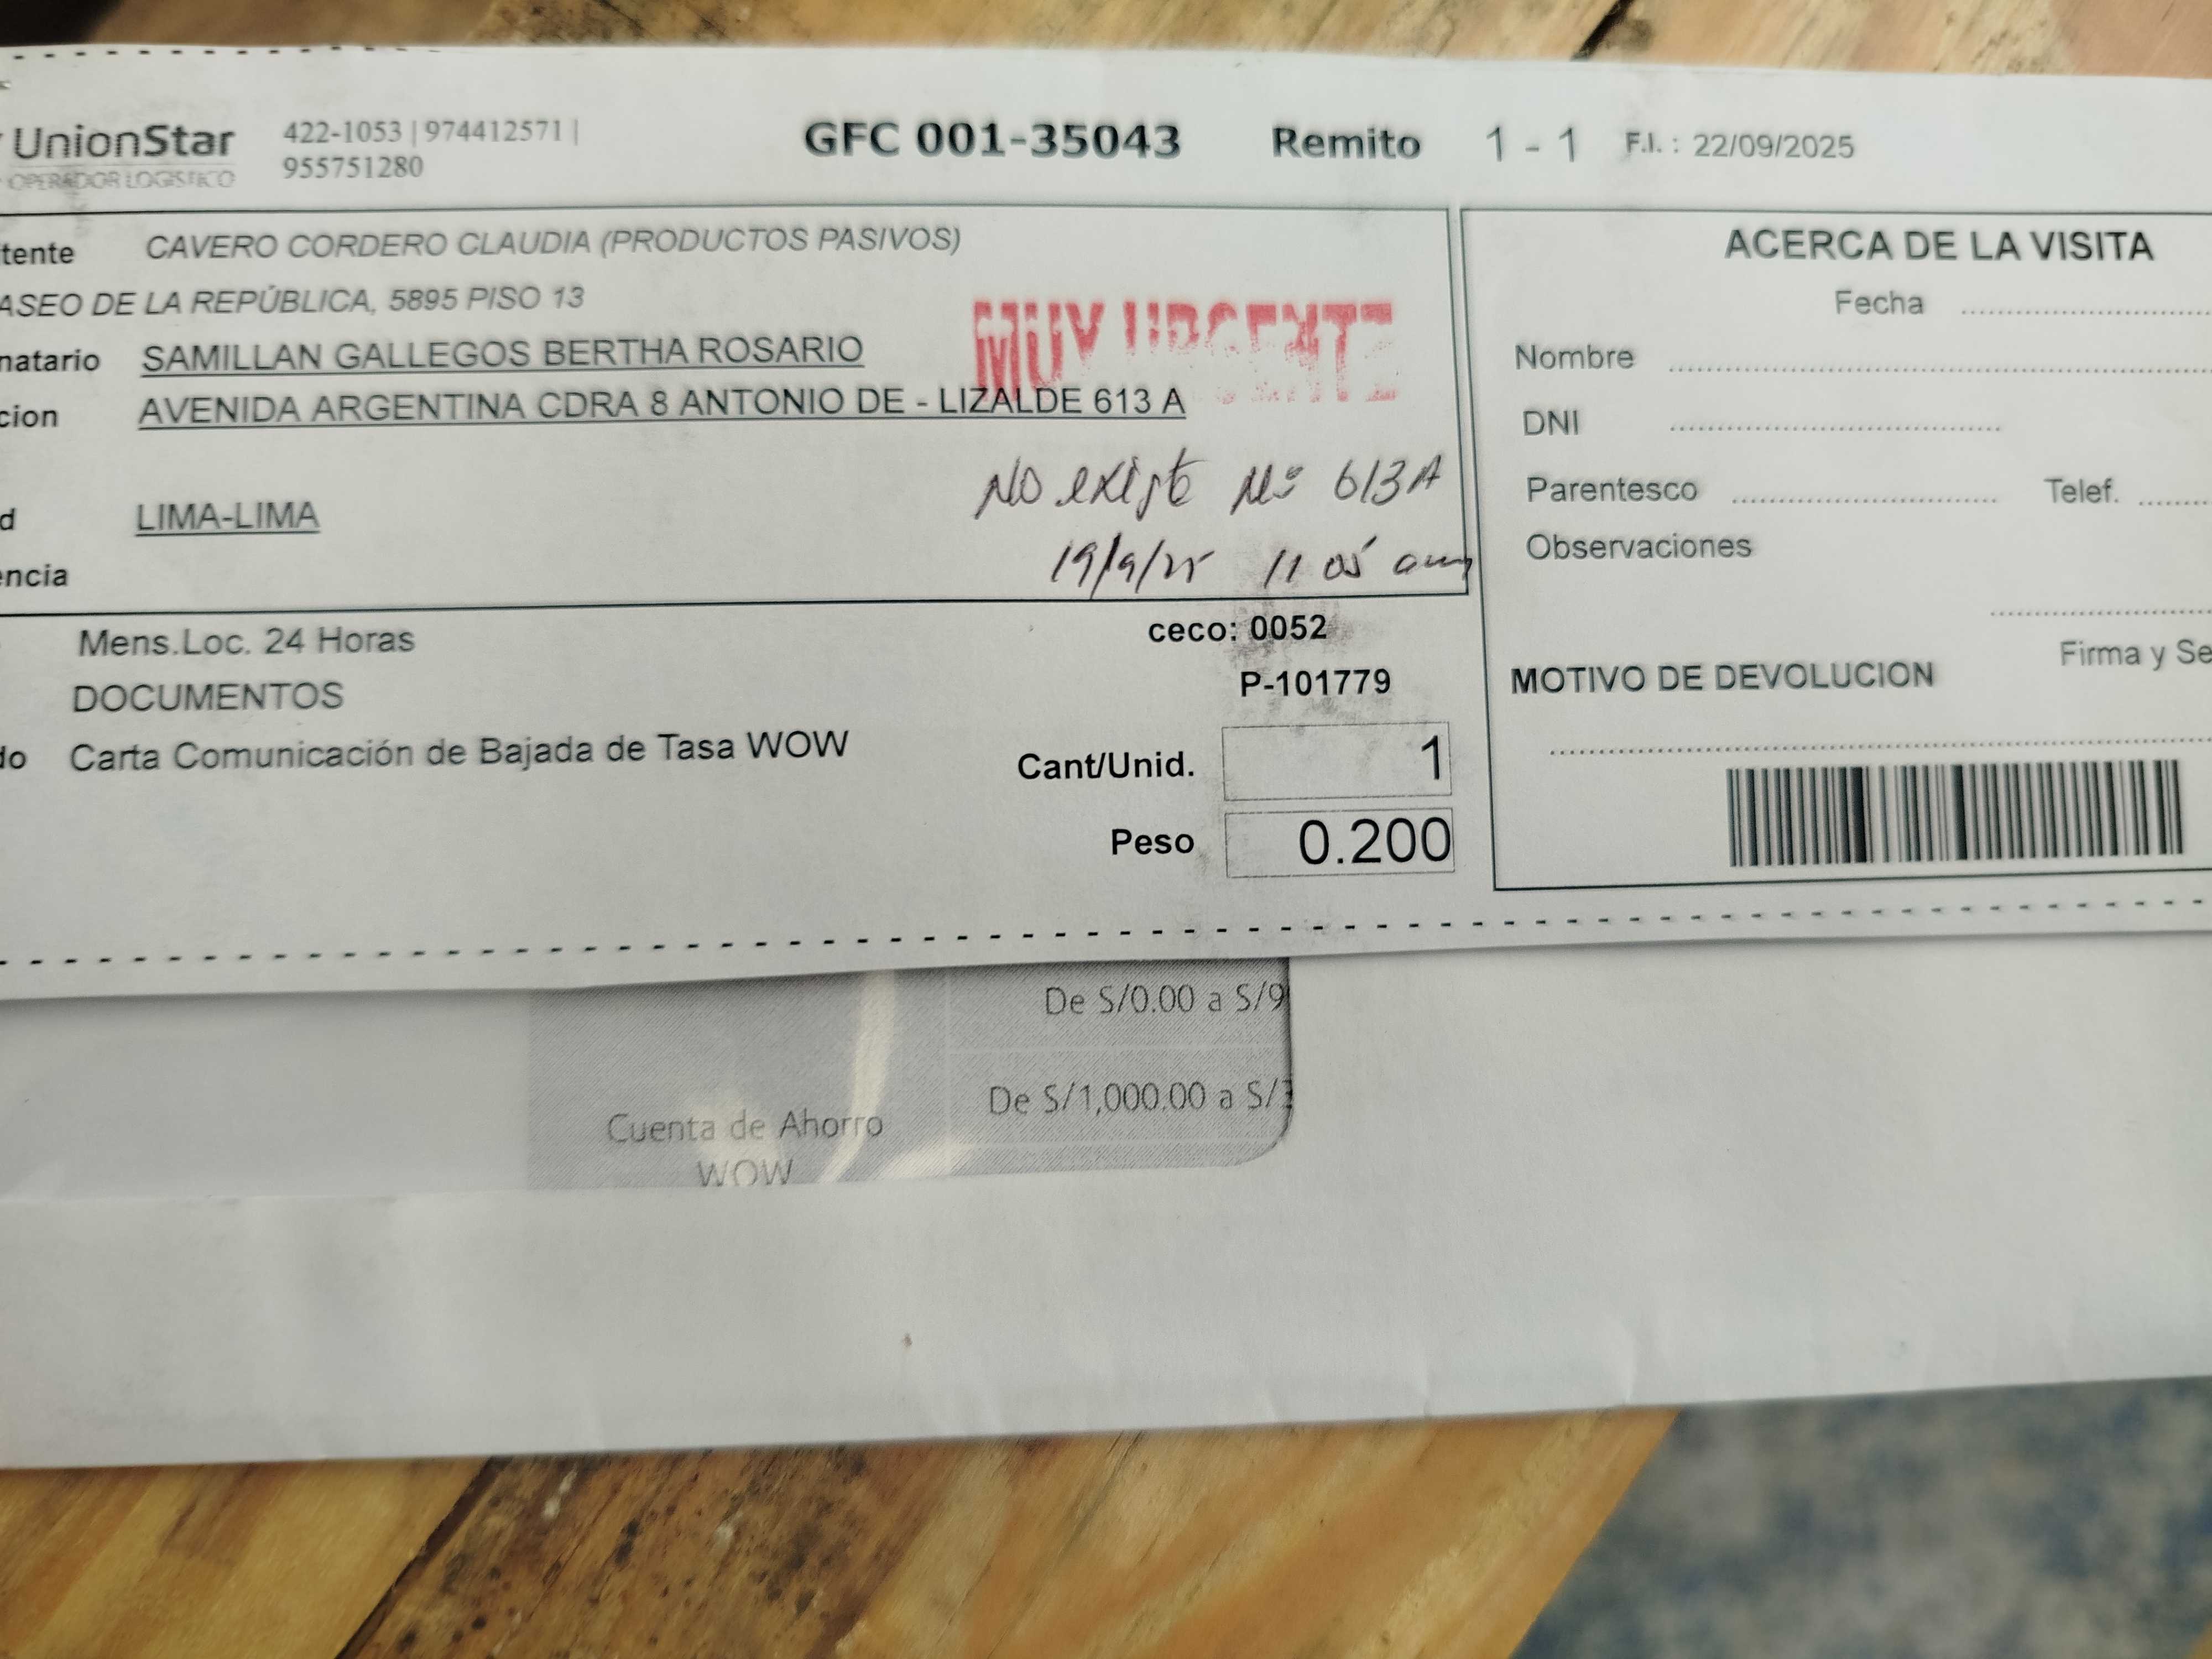 UnionStar
OPERADOR LOGISTICO
422-1053 | 974412571 |
955751280
GFC 001-35043 Remito 1 - 1 F.I. : 22/09/2025
tente CAVERO CORDERO CLAUDIA (PRODUCTOS PASIVOS)
ASEO DE LA REPÚBLICA, 5895 PISO 13
MUY URGENTE
natario SAMILLAN GALLEGOS BERTHA ROSARIO
cion AVENIDA ARGENTINA CDRA 8 ANTONIO DE - LIZALDE 613 A
No existe Nº 613A
d LIMA-LIMA
19/9/25 11 05 am
encia
Mens.Loc. 24 Horas
ceco: 0052
DOCUMENTOS
P-101779
do Carta Comunicación de Bajada de Tasa WOW
Cant/Unid. 1
Peso 0.200
ACERCA DE LA VISITA
Fecha
Nombre
DNI
Parentesco Telef.
Observaciones
Firma y Se
MOTIVO DE DEVOLUCION
De S/0.00 a S/9
De S/1,000.00 a S/
Cuenta de Ahorro
WOW